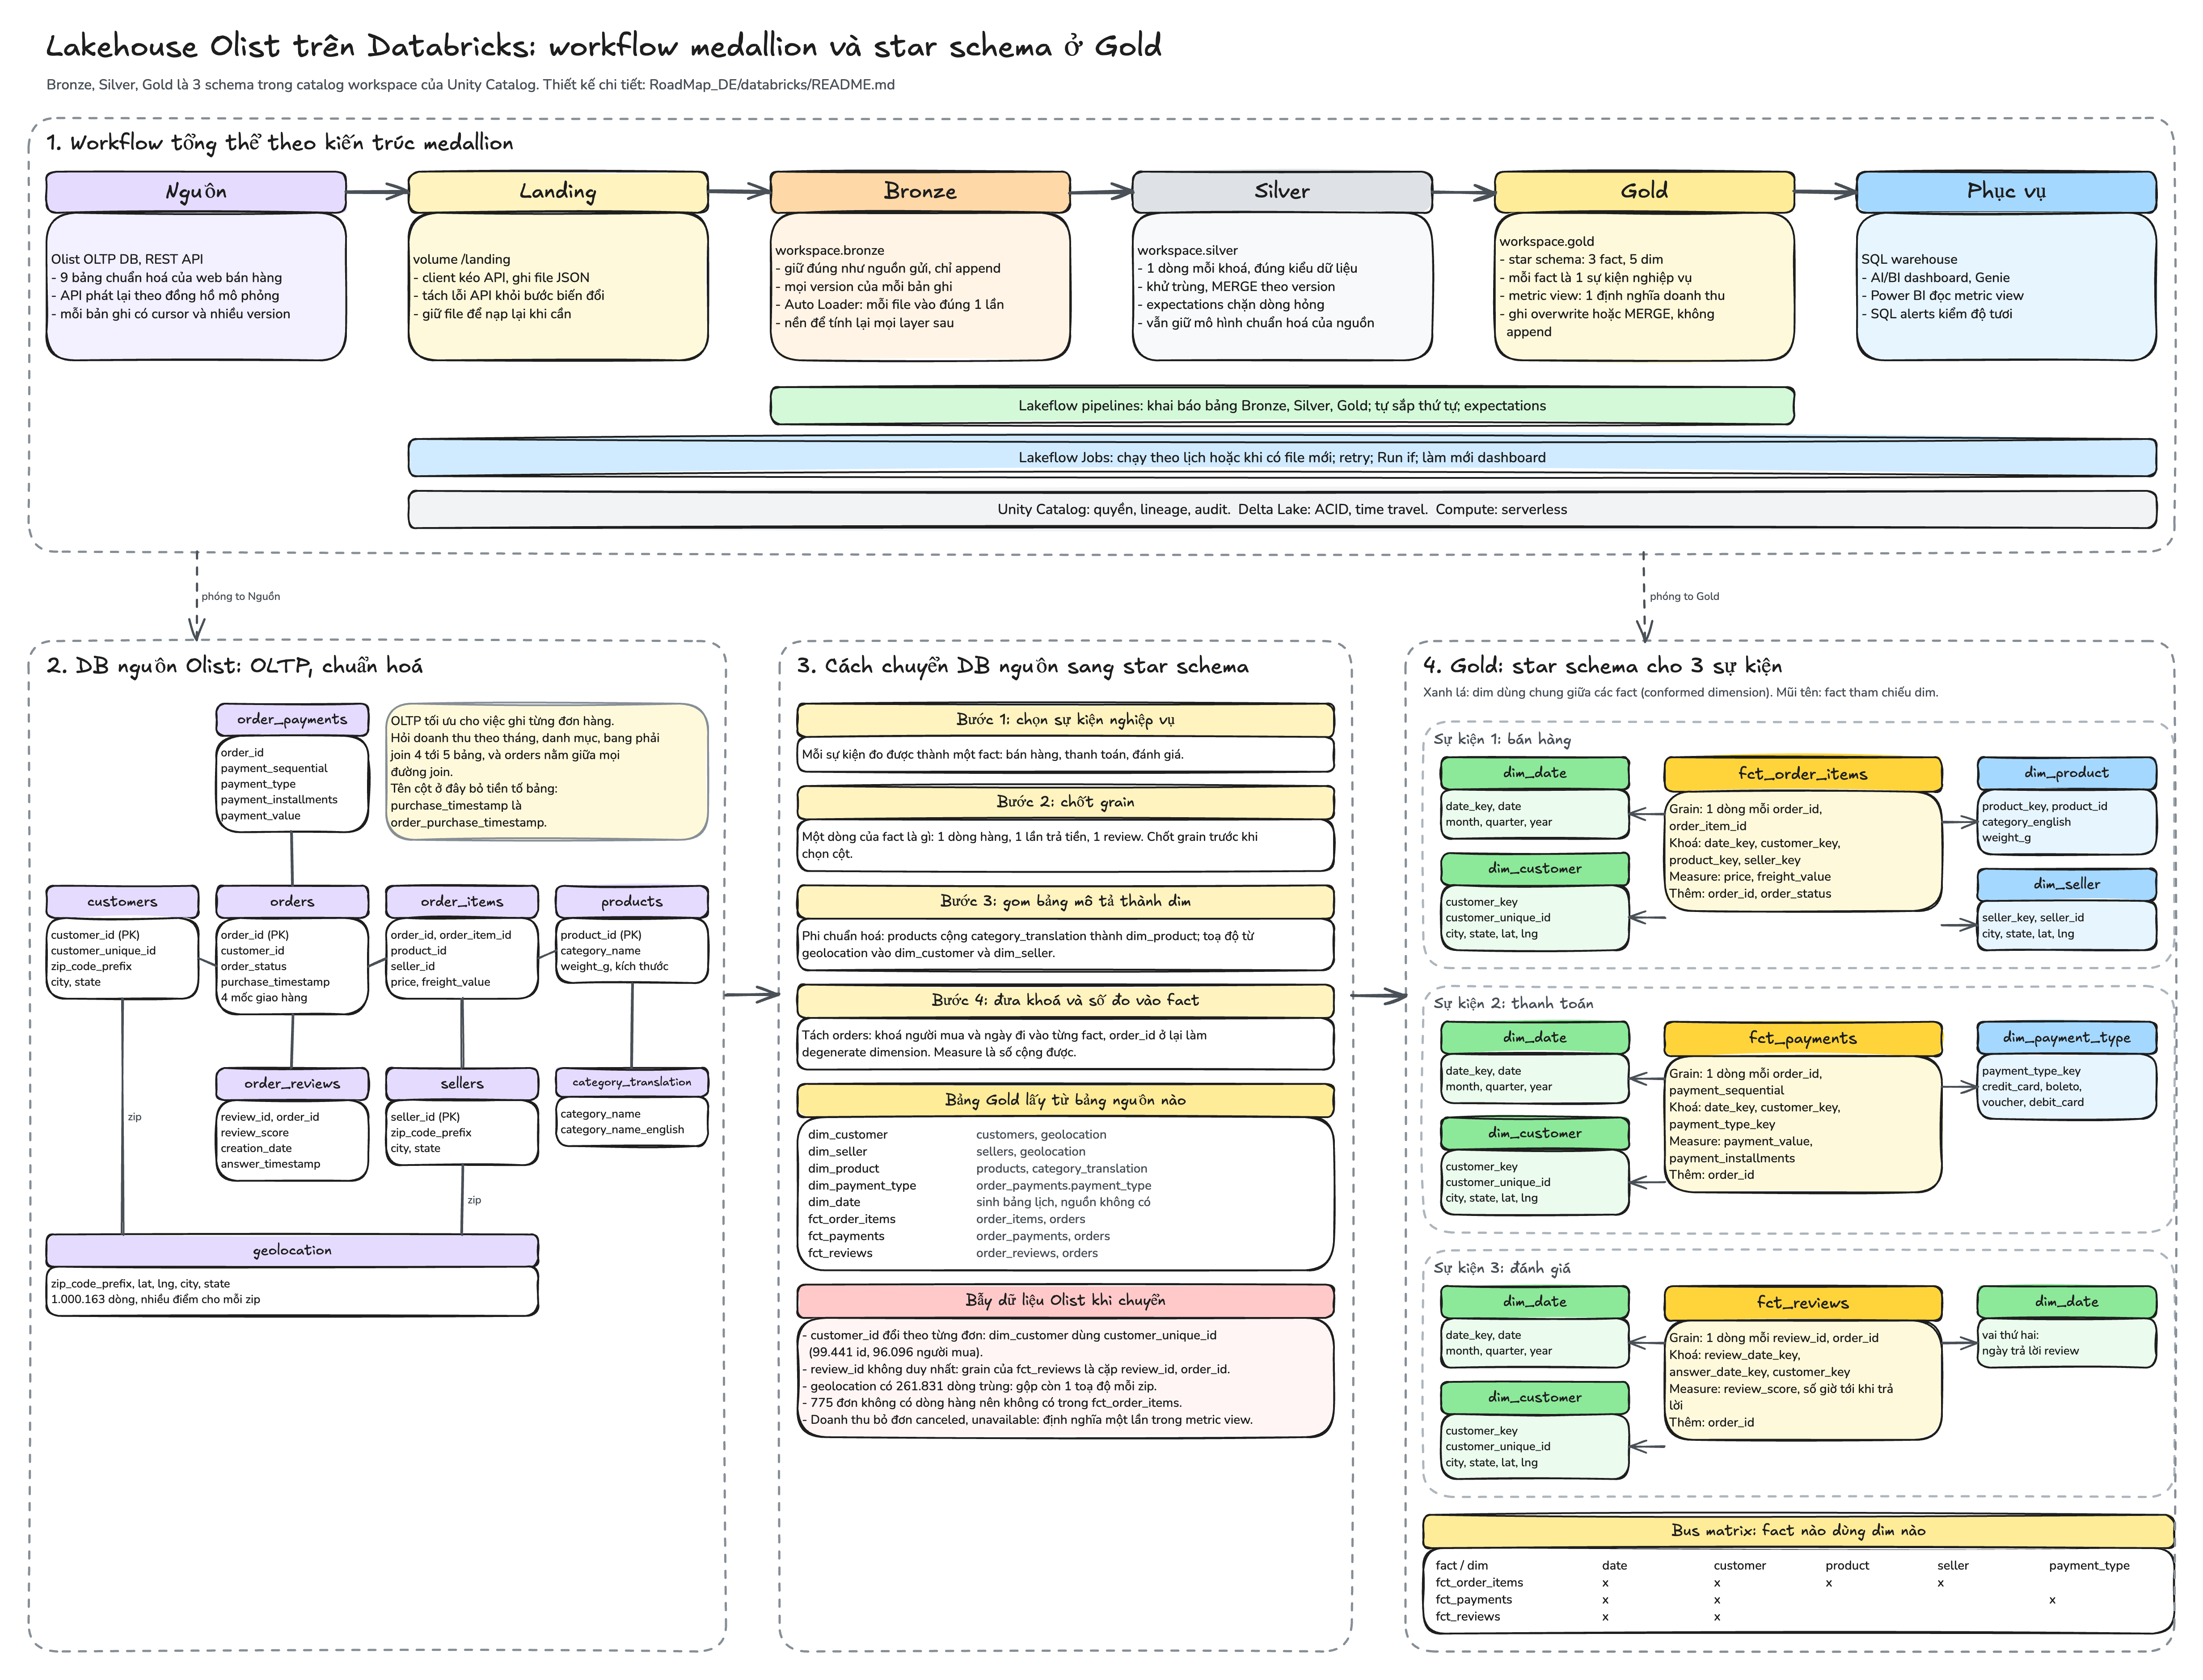 Lakehouse Olist trên Databricks: workflow medallion và star schema ở Gold
Bronze, Silver, Gold là 3 schema trong catalog workspace của Unity Catalog. Thiết kế chi tiết: RoadMap_DE/databricks/README.md
1. Workflow tổng thể theo kiến trúc medallion
Nguồn
Olist OLTP DB, REST API
- 9 bảng chuẩn hoá của web bán hàng
- API phát lại theo đồng hồ mô phỏng
- mỗi bản ghi có cursor và nhiều version
Landing
volume /landing
- client kéo API, ghi file JSON
- tách lỗi API khỏi bước biến đổi
- giữ file để nạp lại khi cần
Bronze
workspace.bronze
- giữ đúng như nguồn gửi, chỉ append
- mọi version của mỗi bản ghi
- Auto Loader: mỗi file vào đúng 1 lần
- nền để tính lại mọi layer sau
Silver
workspace.silver
- 1 dòng mỗi khoá, đúng kiểu dữ liệu
- khử trùng, MERGE theo version
- expectations chặn dòng hỏng
- vẫn giữ mô hình chuẩn hoá của nguồn
Gold
workspace.gold
- star schema: 3 fact, 5 dim
- mỗi fact là 1 sự kiện nghiệp vụ
- metric view: 1 định nghĩa doanh thu
- ghi overwrite hoặc MERGE, không
append
Phục vụ
SQL warehouse
- AI/BI dashboard, Genie
- Power BI đọc metric view
- SQL alerts kiểm độ tươi
Lakeflow pipelines: khai báo bảng Bronze, Silver, Gold; tự sắp thứ tự; expectations
Lakeflow Jobs: chạy theo lịch hoặc khi có file mới; retry; Run if; làm mới dashboard
Unity Catalog: quyền, lineage, audit. Delta Lake: ACID, time travel. Compute: serverless
phóng to Nguồn
phóng to Gold
2. DB nguồn Olist: OLTP, chuẩn hoá
order_payments
order_id
payment_sequential
payment_type
payment_installments
payment_value
OLTP tối ưu cho việc ghi từng đơn hàng.
Hỏi doanh thu theo tháng, danh mục, bang phải
join 4 tới 5 bảng, và orders nằm giữa mọi
đường join.
Tên cột ở đây bỏ tiền tố bảng:
purchase_timestamp là
order_purchase_timestamp.
customers
customer_id (PK)
customer_unique_id
zip_code_prefix
city, state
orders
order_id (PK)
customer_id
order_status
purchase_timestamp
4 mốc giao hàng
order_items
order_id, order_item_id
product_id
seller_id
price, freight_value
products
product_id (PK)
category_name
weight_g, kích thước
order_reviews
review_id, order_id
review_score
creation_date
answer_timestamp
sellers
seller_id (PK)
zip_code_prefix
city, state
category_translation
category_name
category_name_english
zip
zip
geolocation
zip_code_prefix, lat, lng, city, state
1.000.163 dòng, nhiều điểm cho mỗi zip
3. Cách chuyển DB nguồn sang star schema
Bước 1: chọn sự kiện nghiệp vụ
Mỗi sự kiện đo được thành một fact: bán hàng, thanh toán, đánh giá.
Bước 2: chốt grain
Một dòng của fact là gì: 1 dòng hàng, 1 lần trả tiền, 1 review. Chốt grain trước khi
chọn cột.
Bước 3: gom bảng mô tả thành dim
Phi chuẩn hoá: products cộng category_translation thành dim_product; toạ độ từ
geolocation vào dim_customer và dim_seller.
Bước 4: đưa khoá và số đo vào fact
Tách orders: khoá người mua và ngày đi vào từng fact, order_id ở lại làm
degenerate dimension. Measure là số cộng được.
Bảng Gold lấy từ bảng nguồn nào
dim_customer customers, geolocation
dim_seller sellers, geolocation
dim_product products, category_translation
dim_payment_type order_payments.payment_type
dim_date sinh bảng lịch, nguồn không có
fct_order_items order_items, orders
fct_payments order_payments, orders
fct_reviews order_reviews, orders
Bẫy dữ liệu Olist khi chuyển
- customer_id đổi theo từng đơn: dim_customer dùng customer_unique_id
(99.441 id, 96.096 người mua).
- review_id không duy nhất: grain của fct_reviews là cặp review_id, order_id.
- geolocation có 261.831 dòng trùng: gộp còn 1 toạ độ mỗi zip.
- 775 đơn không có dòng hàng nên không có trong fct_order_items.
- Doanh thu bỏ đơn canceled, unavailable: định nghĩa một lần trong metric view.
4. Gold: star schema cho 3 sự kiện
Xanh lá: dim dùng chung giữa các fact (conformed dimension). Mũi tên: fact tham chiếu dim.
Sự kiện 1: bán hàng
dim_date
date_key, date
month, quarter, year
dim_customer
customer_key
customer_unique_id
city, state, lat, lng
fct_order_items
Grain: 1 dòng mỗi order_id,
order_item_id
Khoá: date_key, customer_key,
product_key, seller_key
Measure: price, freight_value
Thêm: order_id, order_status
dim_product
product_key, product_id
category_english
weight_g
dim_seller
seller_key, seller_id
city, state, lat, lng
Sự kiện 2: thanh toán
dim_date
date_key, date
month, quarter, year
dim_customer
customer_key
customer_unique_id
city, state, lat, lng
fct_payments
Grain: 1 dòng mỗi order_id,
payment_sequential
Khoá: date_key, customer_key,
payment_type_key
Measure: payment_value,
payment_installments
Thêm: order_id
dim_payment_type
payment_type_key
credit_card, boleto,
voucher, debit_card
Sự kiện 3: đánh giá
dim_date
date_key, date
month, quarter, year
dim_customer
customer_key
customer_unique_id
city, state, lat, lng
fct_reviews
Grain: 1 dòng mỗi review_id, order_id
Khoá: review_date_key,
answer_date_key, customer_key
Measure: review_score, số giờ tới khi trả
lời
Thêm: order_id
dim_date
vai thứ hai:
ngày trả lời review
Bus matrix: fact nào dùng dim nào
fact / dim date customer product seller payment_type
fct_order_items x x x x
fct_payments x x x
fct_reviews x x